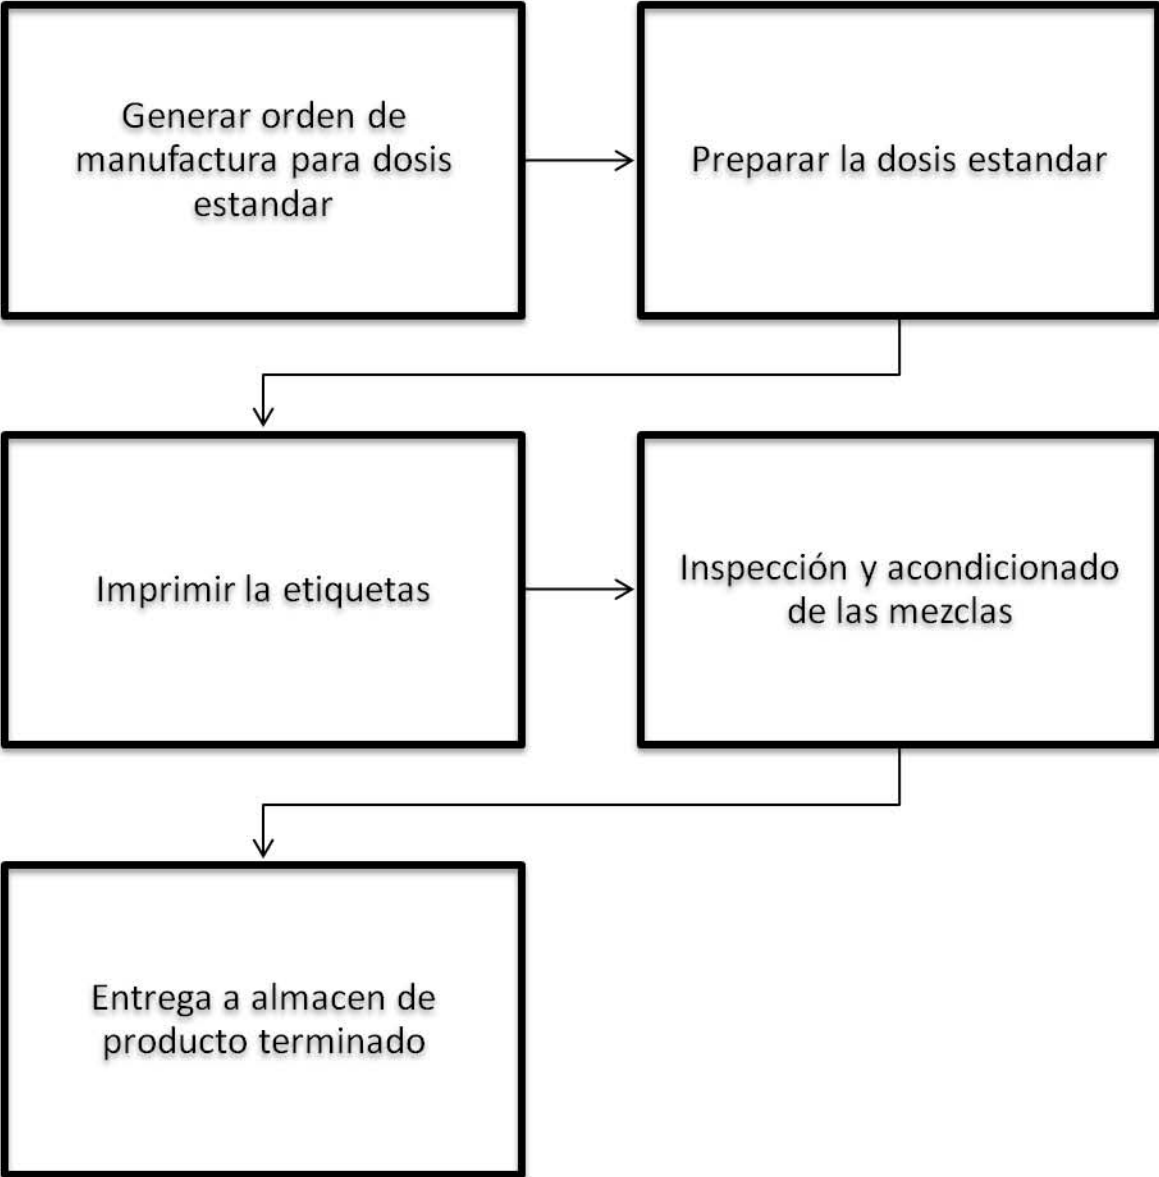 Generar orden de
manufactura para dosis
estandar
Preparar la dosis estandar
Imprimir la etiquetas
Inspección y acondicionado
de las mezclas
Entrega a almacen de
producto terminado